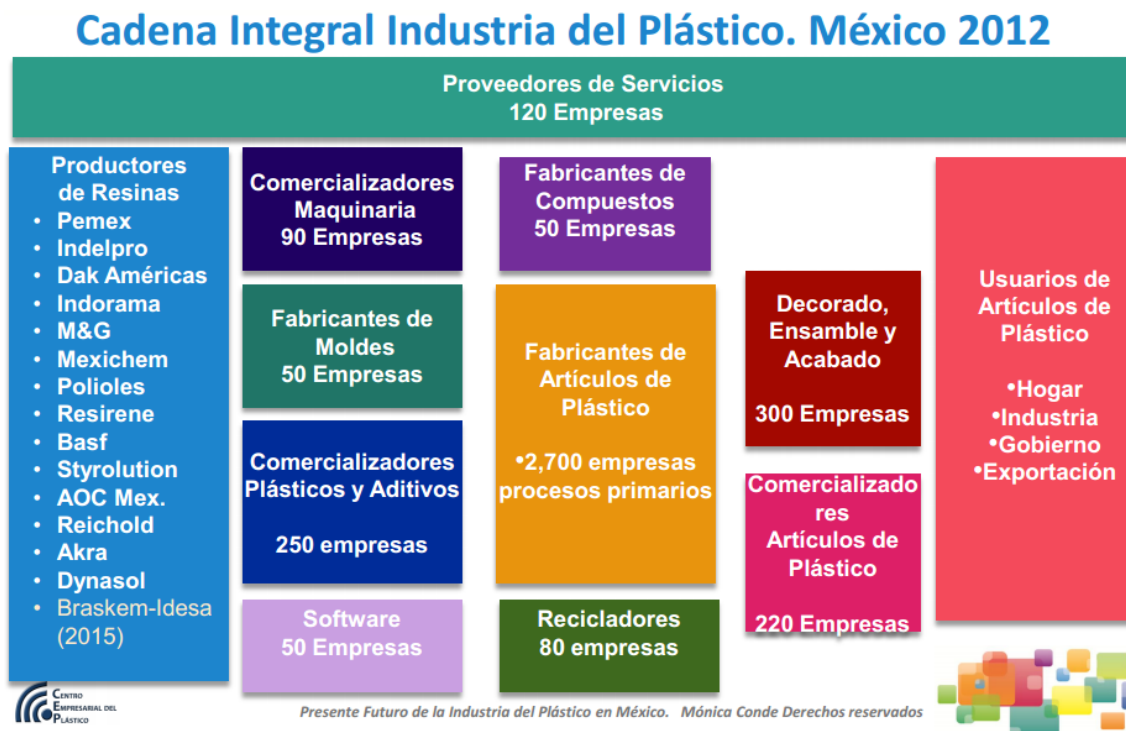 Cadena Integral Industria del Plástico. México 2012
Proveedores de Servicios
120 Empresas
Productores
de Resinas
• Pemex
• Indelpro
• Dak Américas
• Indorama
• M&G
• Mexichem
• Polioles
• Resirene
• Basf
• Styrolution
• AOC Mex.
• Reichold
• Akra
• Dynasol
• Braskem-Idesa
(2015)
Comercializadores
Maquinaria
90 Empresas
Fabricantes de
Moldes
50 Empresas
Comercializadores
Plásticos y Aditivos
250 empresas
Software
50 Empresas
Fabricantes de
Compuestos
50 Empresas
Fabricantes de
Artículos de
Plástico
•2,700 empresas
procesos primarios
Recicladores
80 empresas
Decorado,
Ensamble y
Acabado
300 Empresas
Comercializado
res
Artículos de
Plástico
220 Empresas
Usuarios de
Artículos de
Plástico
•Hogar
•Industria
•Gobierno
•Exportación
CENTRO
EMPRESARIAL DEL
PLÁSTICO
Presente Futuro de la Industria del Plástico en México. Mónica Conde Derechos reservados